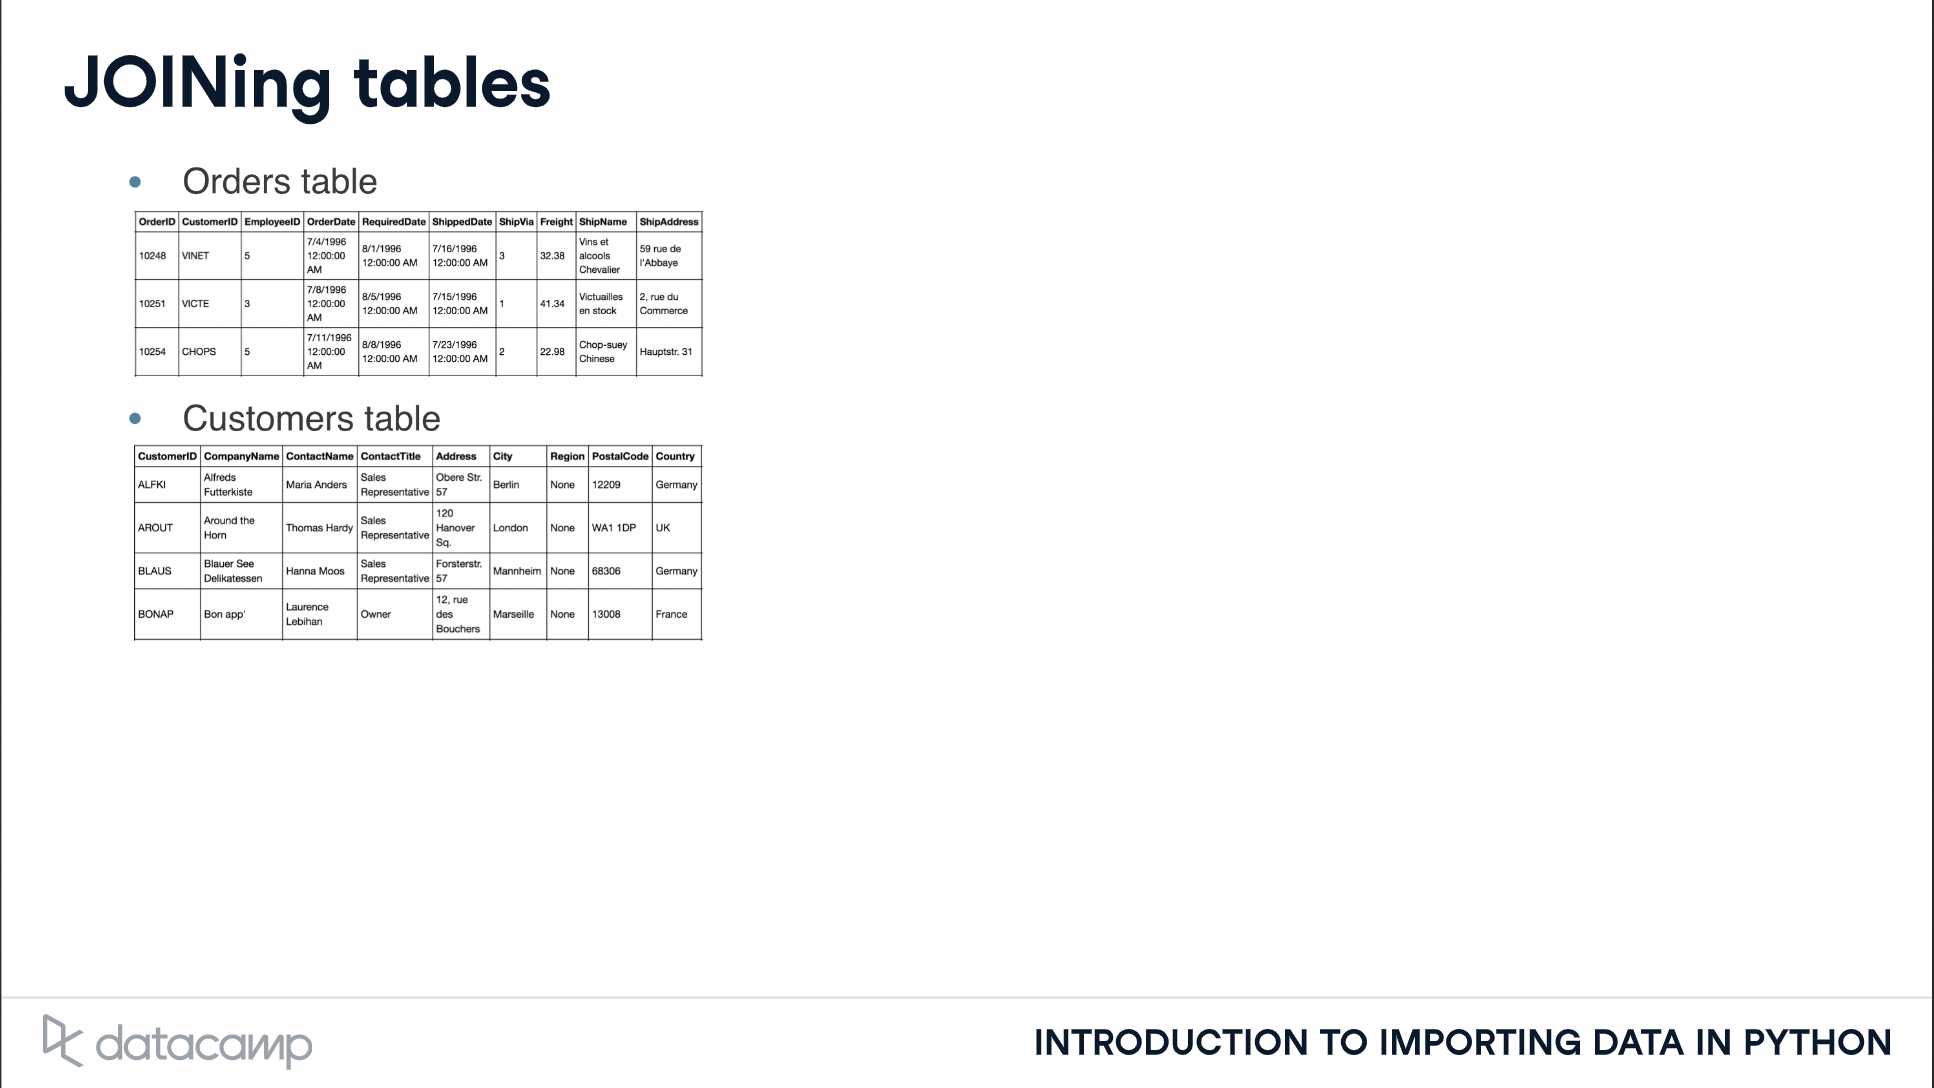 JOINing tables
• Orders table
OrderID CustomerID EmployeeID OrderDate RequiredDate ShippedDate ShipVia Freight ShipName ShipAddress
10248 VINET 5 7/4/1996 12:00:00 AM 8/1/1996 12:00:00 AM 7/16/1996 12:00:00 AM 3 32.38 Vins et alcools Chevalier 59 rue de l'Abbaye
10251 VICTE 3 7/8/1996 12:00:00 AM 8/5/1996 12:00:00 AM 7/15/1996 12:00:00 AM 1 41.34 Victuailles en stock 2, rue du Commerce
10254 CHOPS 5 7/11/1996 12:00:00 AM 8/8/1996 12:00:00 AM 7/23/1996 12:00:00 AM 2 22.98 Chop-suey Chinese Hauptstr. 31
• Customers table
CustomerID CompanyName ContactName ContactTitle Address City Region PostalCode Country
ALFKI Alfreds Futterkiste Maria Anders Sales Representative Obere Str. 57 Berlin None 12209 Germany
AROUT Around the Horn Thomas Hardy Sales Representative 120 Hanover Sq. London None WA1 1DP UK
BLAUS Blauer See Delikatessen Hanna Moos Sales Representative Forsterstr. 57 Mannheim None 68306 Germany
BONAP Bon app' Laurence Lebihan Owner 12, rue des Bouchers Marseille None 13008 France
datacamp
INTRODUCTION TO IMPORTING DATA IN PYTHON